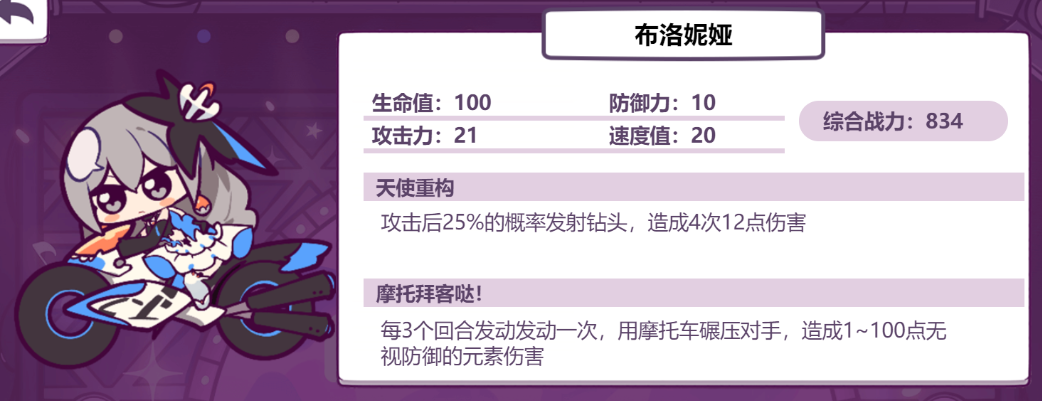 布洛妮娅
生命值：100 防御力：10
攻击力：21 速度值：20
综合战力：834
天使重构
攻击后25%的概率发射钻头，造成4次12点伤害
摩托拜客哒！
每3个回合发动发动一次，用摩托车碾压对手，造成1~100点无
视防御的元素伤害